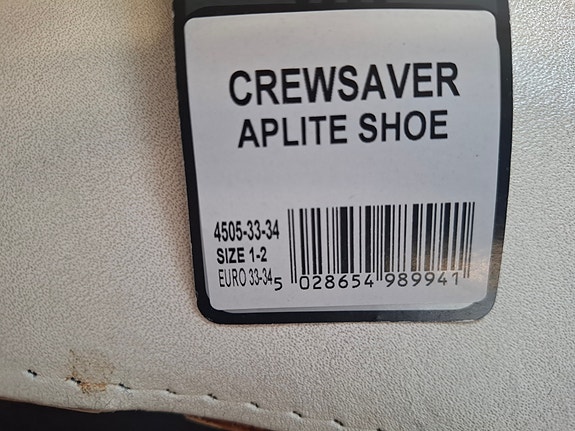 CREWSAVER
APLITE SHOE
4505-33-34
SIZE 1-2
EURO 33-34
5 028654 989941